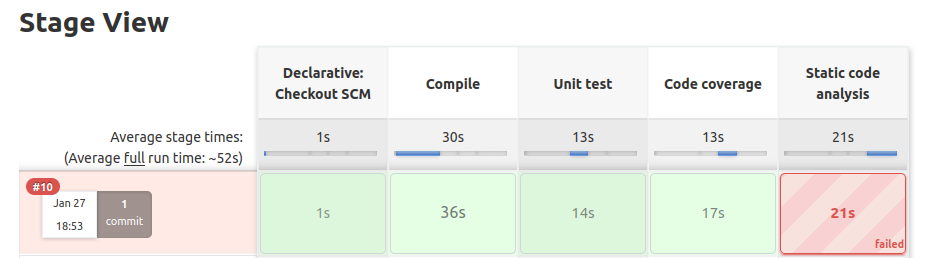 Stage View
Declarative:
Checkout SCM
Compile
Unit test
Code coverage
Static code
analysis
Average stage times:
(Average full run time: ~52s)
1s
30s
13s
13s
21s
#10
Jan 27
18:53
1
commit
1s
36s
14s
17s
21s
failed